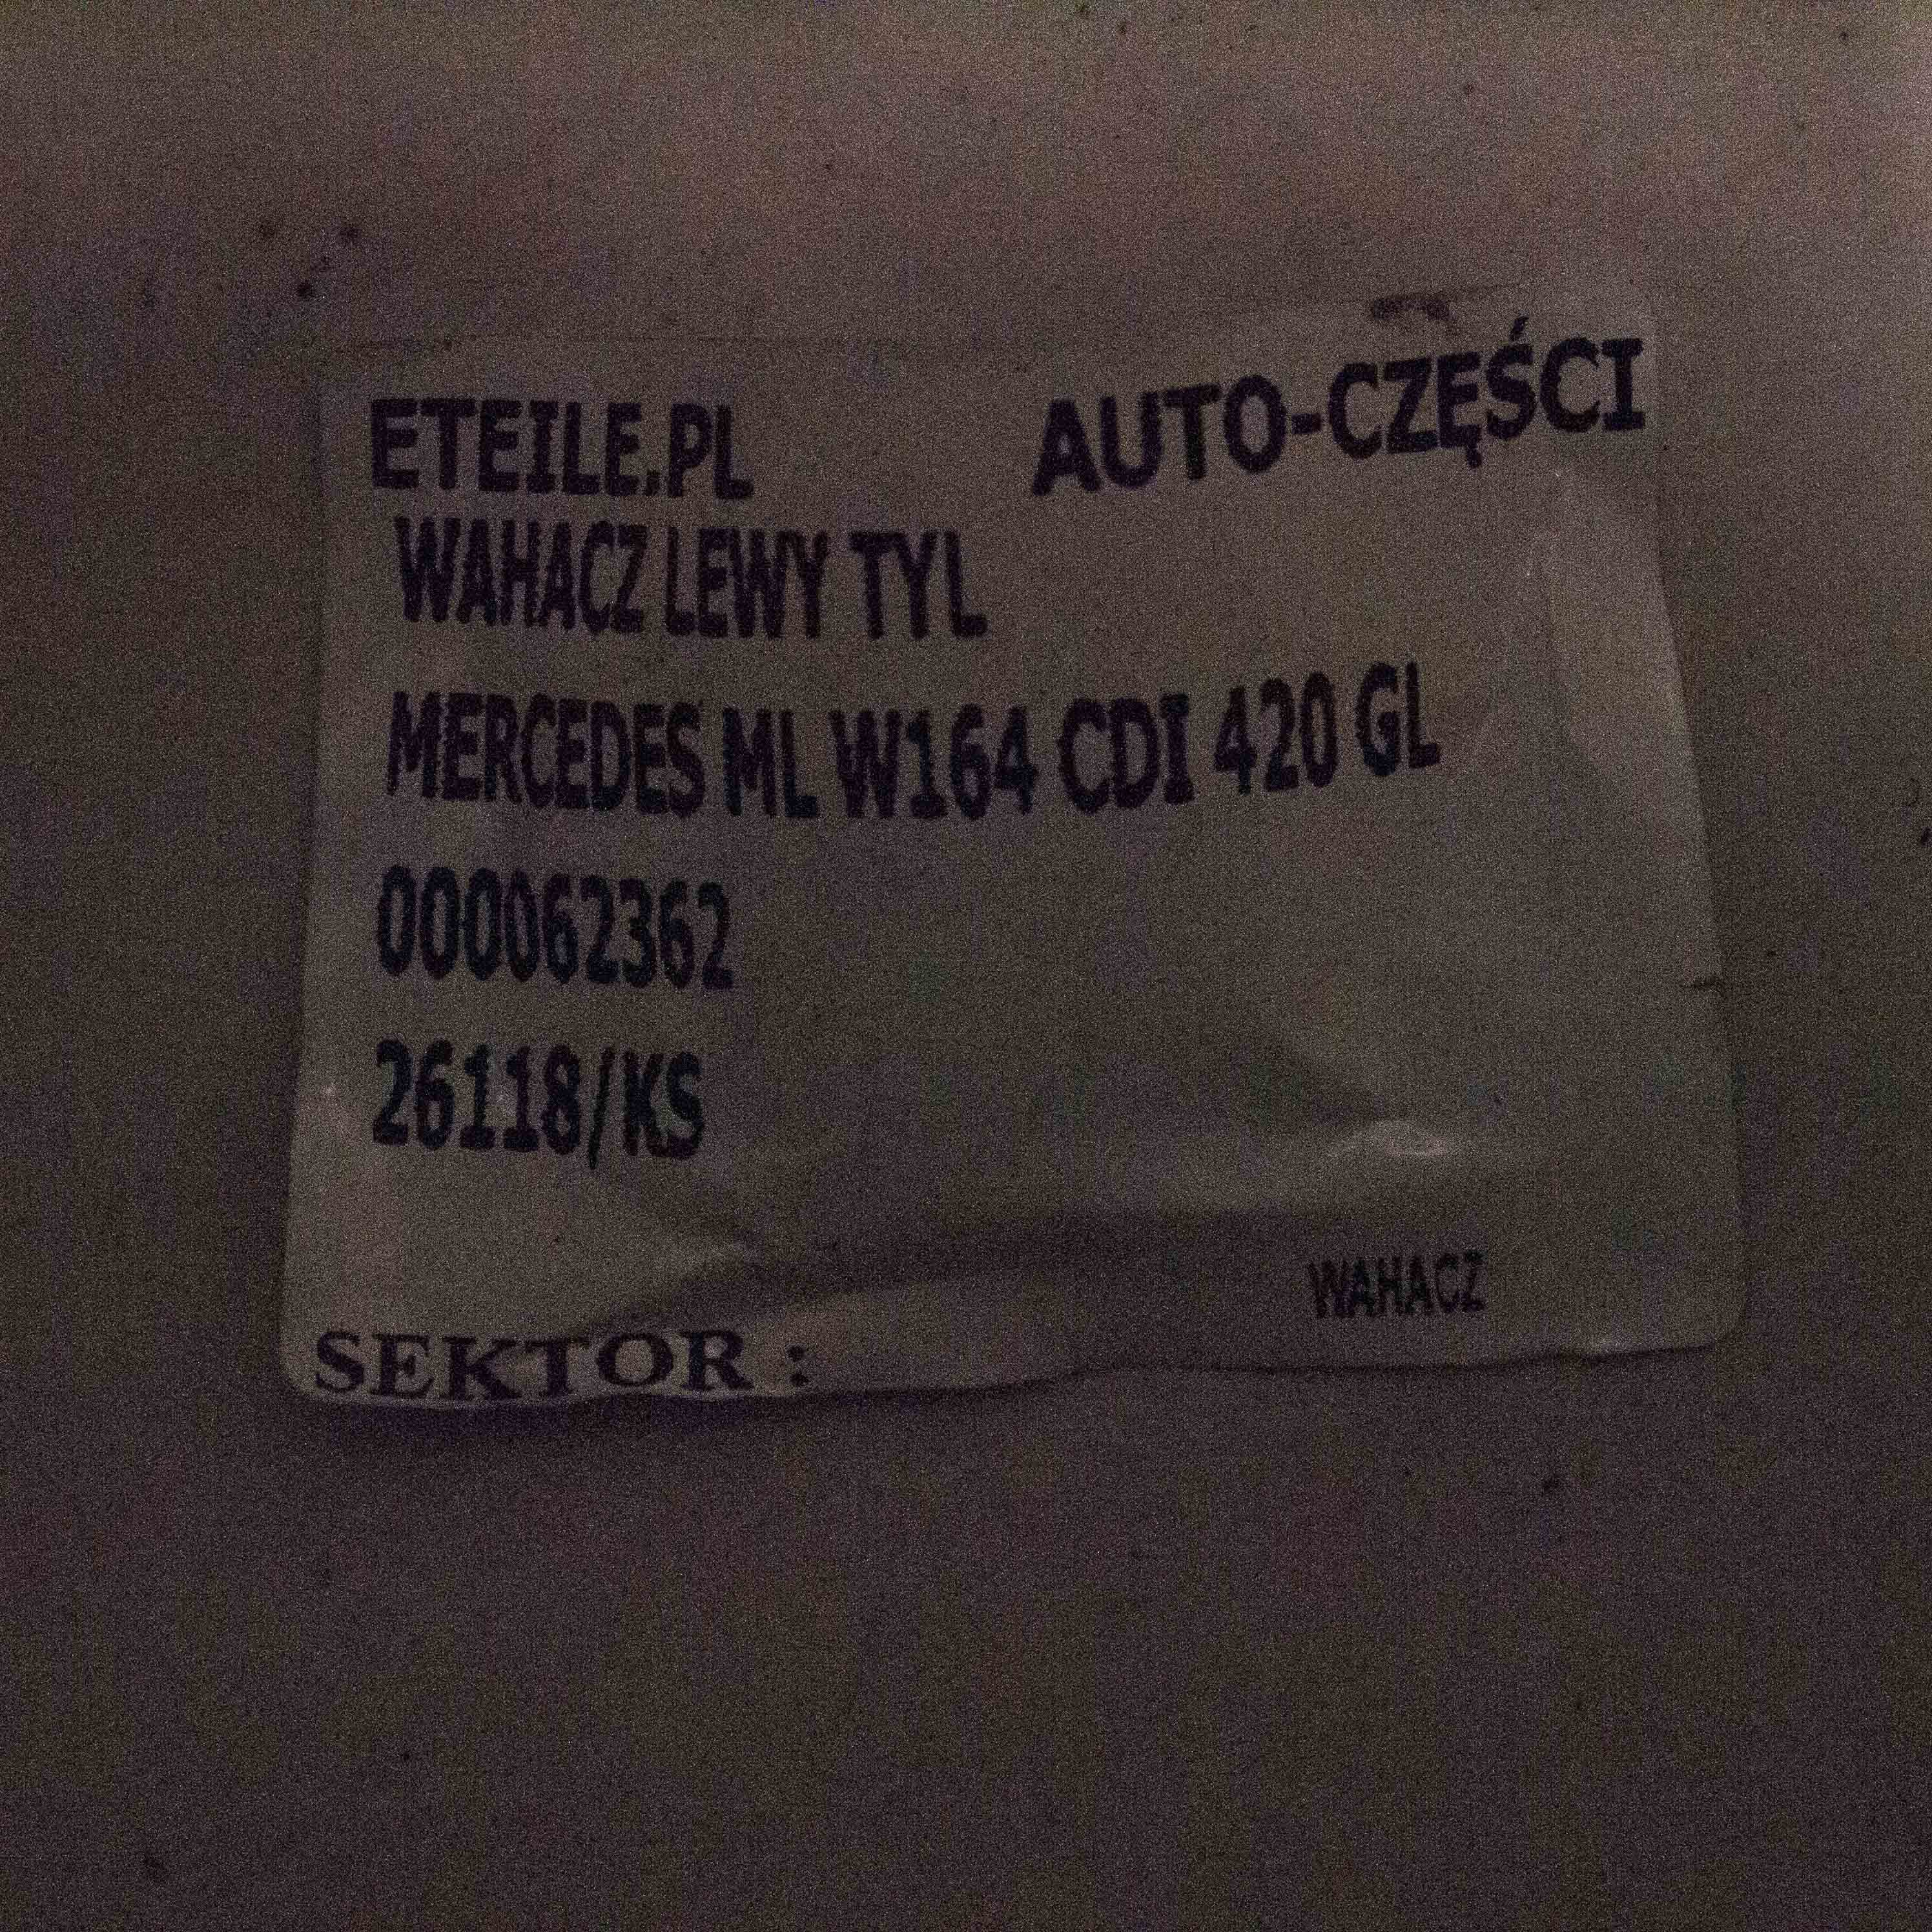 ETEILE.PL AUTO-CZĘŚCI
WAHACZ LEWY TYL
MERCEDES ML W164 CDI 420 GL
000062362
26118/KS
WAHACZ
SEKTOR :